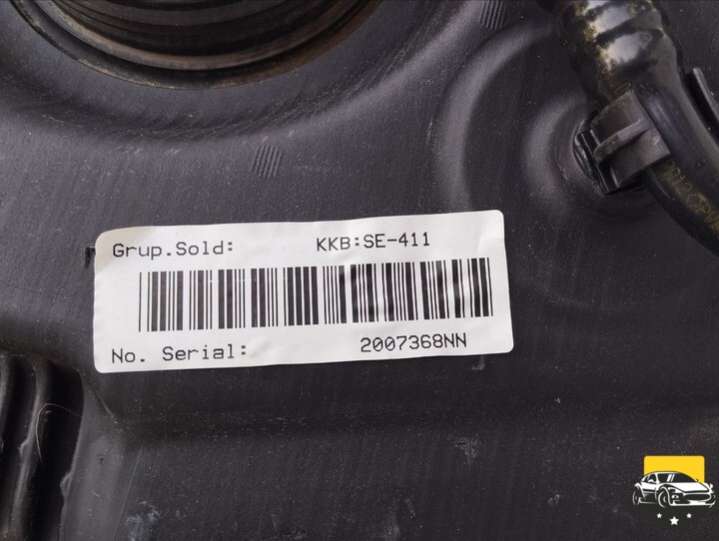 Grup.Sold: KKB:SE-411
No. Serial: 2007368NN